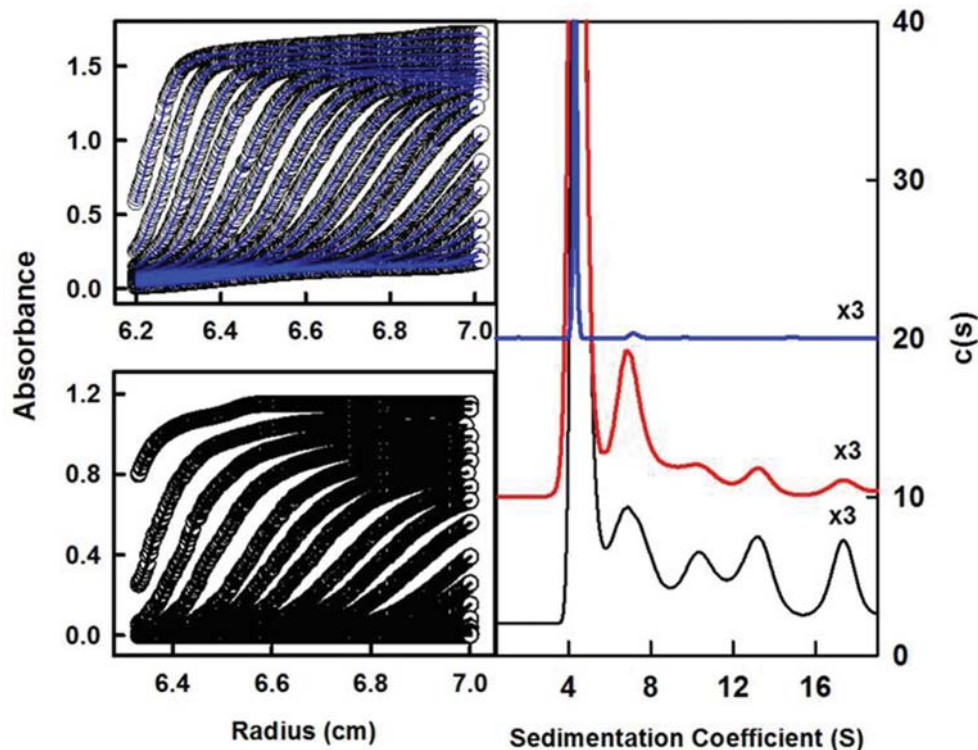 1.5
1.0
0.5
0.0
6.2 6.4 6.6 6.8 7.0
1.2
0.8
0.4
0.0
6.4 6.6 6.8 7.0
Absorbance
Radius (cm)
40
30
20
10
0
x3
x3
x3
c(s)
4 8 12 16
Sedimentation Coefficient (S)